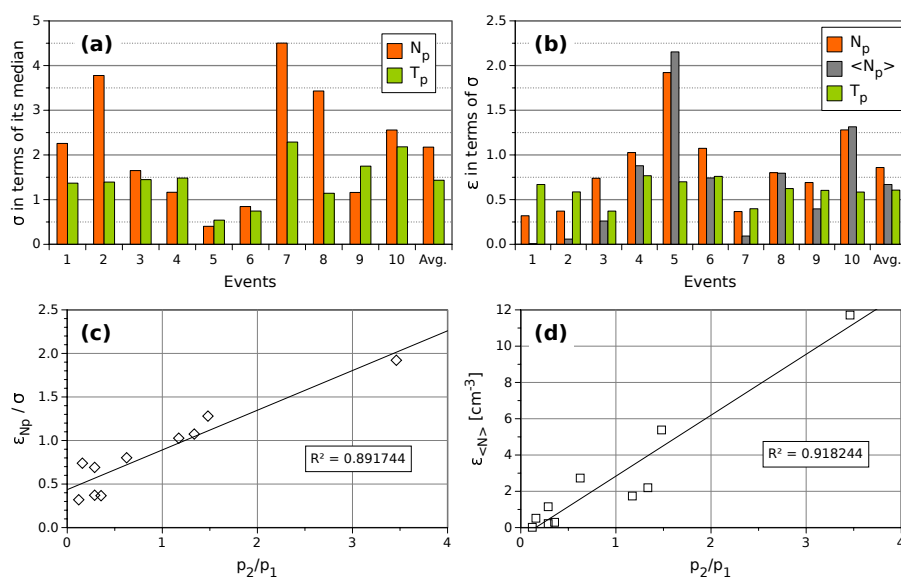 (a)
N_p
T_p
σ in terms of its median
5
4
3
2
1
0
1 2 3 4 5 6 7 8 9 10 Avg.
Events
(b)
N_p
<N_p>
T_p
ε in terms of σ
2.5
2.0
1.5
1.0
0.5
0.0
1 2 3 4 5 6 7 8 9 10 Avg.
Events
(c)
ε_Np / σ
2.5
2.0
1.5
1.0
0.5
0.0
R² = 0.891744
0 1 2 3 4
p₂/p₁
(d)
ε_<N> [cm⁻³]
12
10
8
6
4
2
0
R² = 0.918244
0 1 2 3 4
p₂/p₁